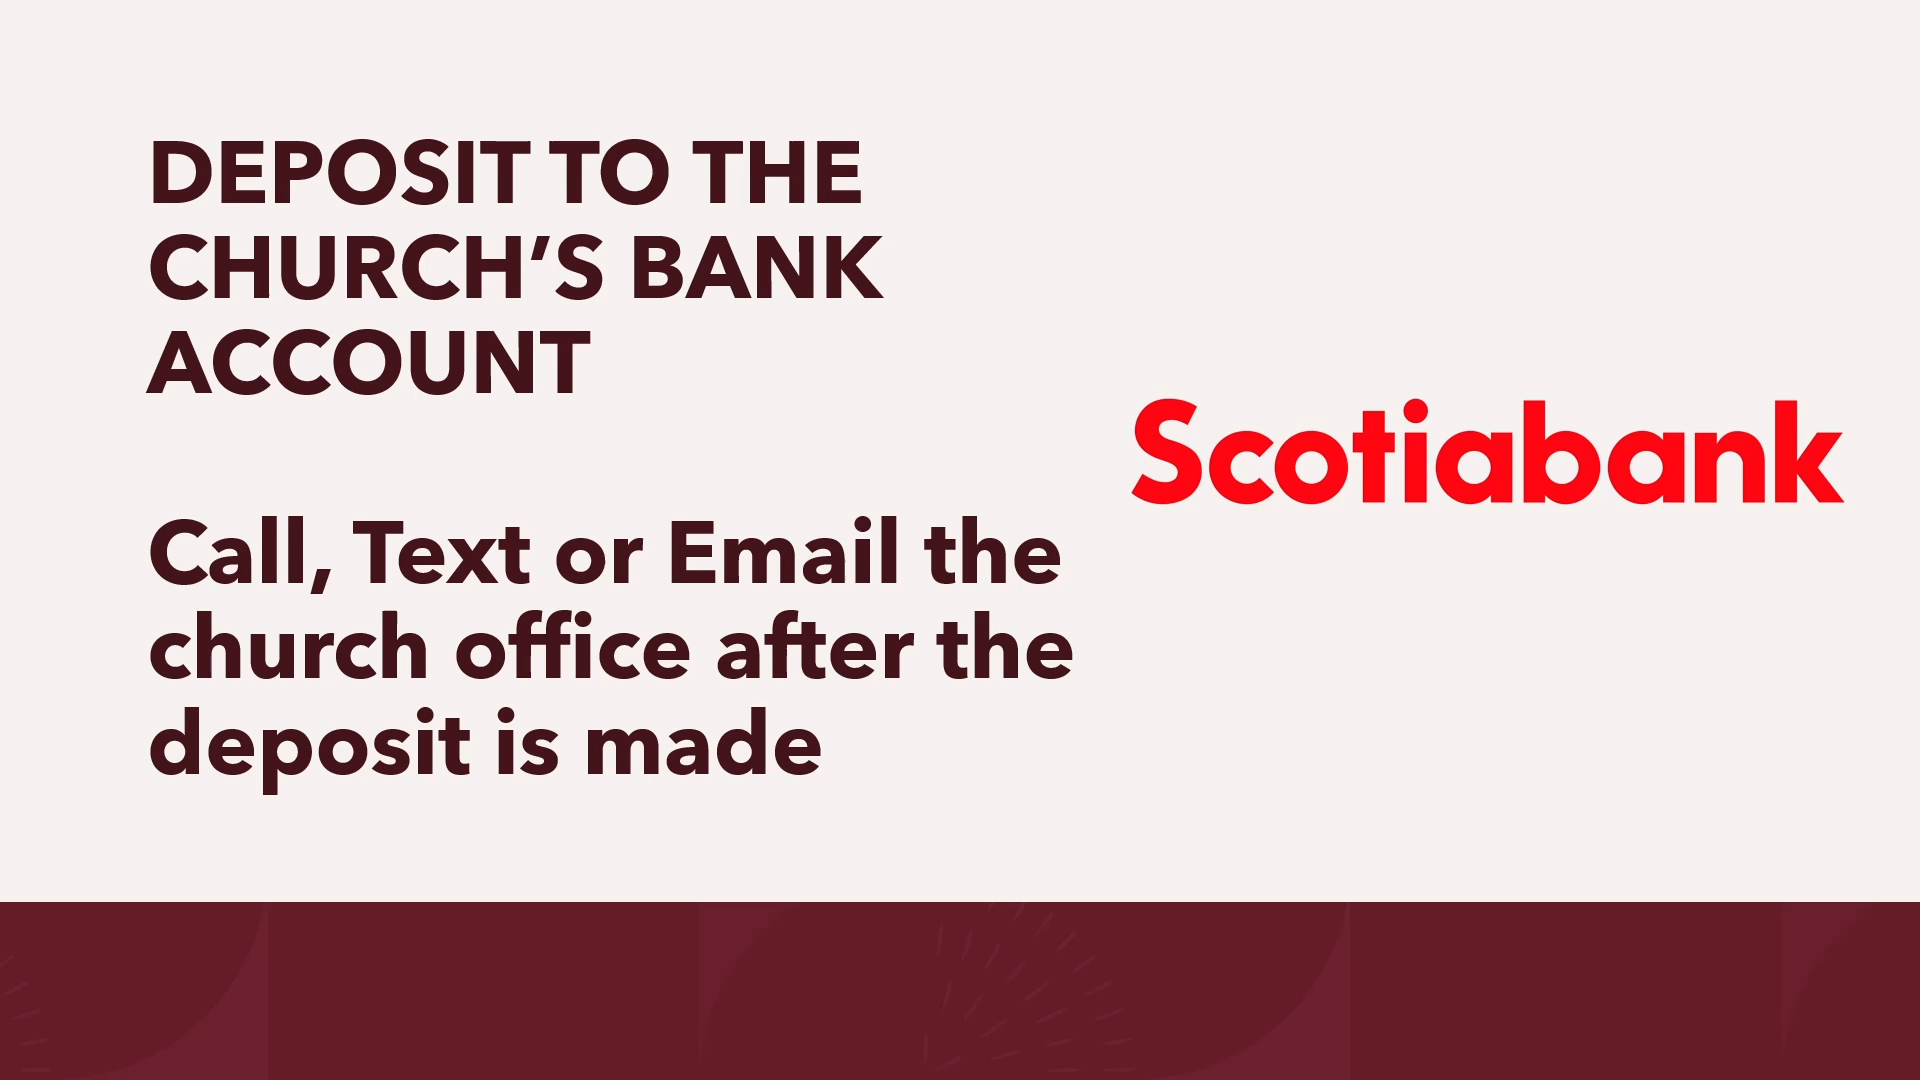 DEPOSIT TO THE
CHURCH’S BANK
ACCOUNT
Call, Text or Email the
church office after the
deposit is made
Scotiabank